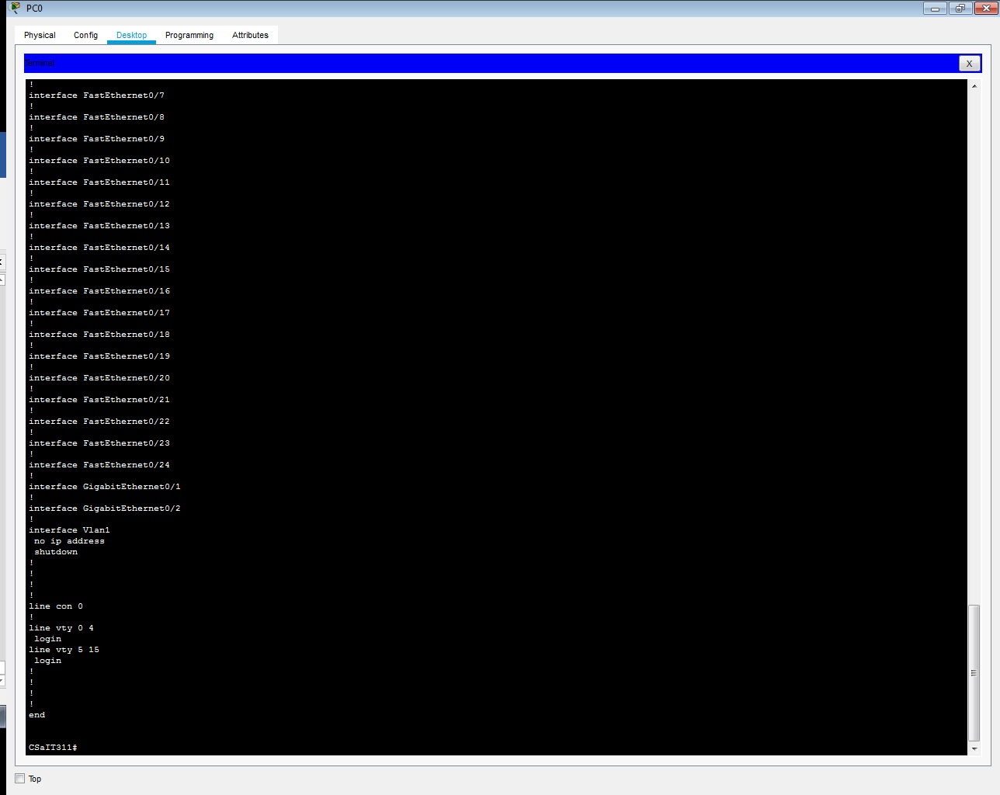 PC0
Physical Config Desktop Programming Attributes
Terminal
X
!
interface FastEthernet0/7
!
interface FastEthernet0/8
!
interface FastEthernet0/9
!
interface FastEthernet0/10
!
interface FastEthernet0/11
!
interface FastEthernet0/12
!
interface FastEthernet0/13
!
interface FastEthernet0/14
!
interface FastEthernet0/15
!
interface FastEthernet0/16
!
interface FastEthernet0/17
!
interface FastEthernet0/18
!
interface FastEthernet0/19
!
interface FastEthernet0/20
!
interface FastEthernet0/21
!
interface FastEthernet0/22
!
interface FastEthernet0/23
!
interface FastEthernet0/24
!
interface GigabitEthernet0/1
!
interface GigabitEthernet0/2
!
interface Vlan1
 no ip address
 shutdown
!
!
!
!
line con 0
!
line vty 0 4
 login
line vty 5 15
 login
!
!
!
!
end
CSaIT311#
Top